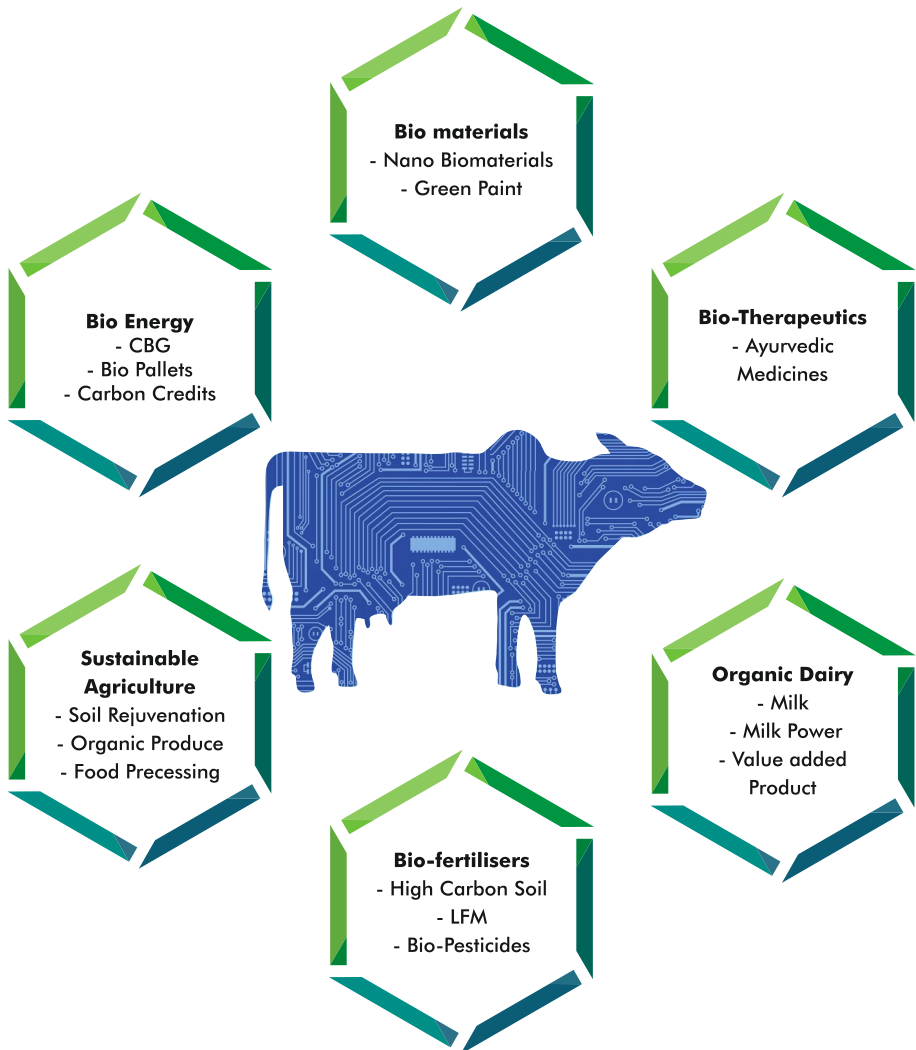 Bio materials
- Nano Biomaterials
- Green Paint
Bio Energy
- CBG
- Bio Pallets
- Carbon Credits
Bio-Therapeutics
- Ayurvedic
Medicines
Sustainable
Agriculture
- Soil Rejuvenation
- Organic Produce
- Food Precessing
Organic Dairy
- Milk
- Milk Power
- Value added
Product
Bio-fertilisers
- High Carbon Soil
- LFM
- Bio-Pesticides